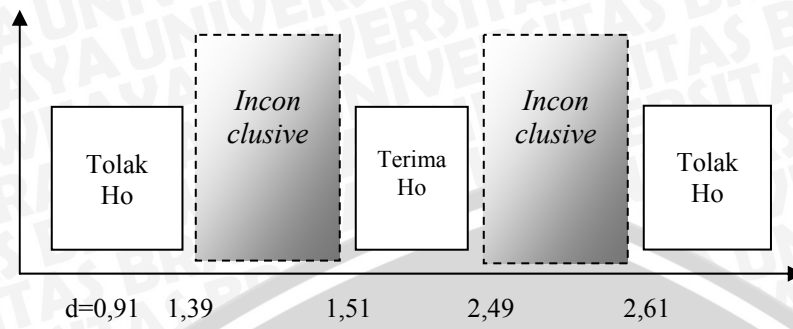 Incon
clusive
Incon
clusive
Tolak
Ho
Terima
Ho
Tolak
Ho
d=0,91 1,39 1,51 2,49 2,61